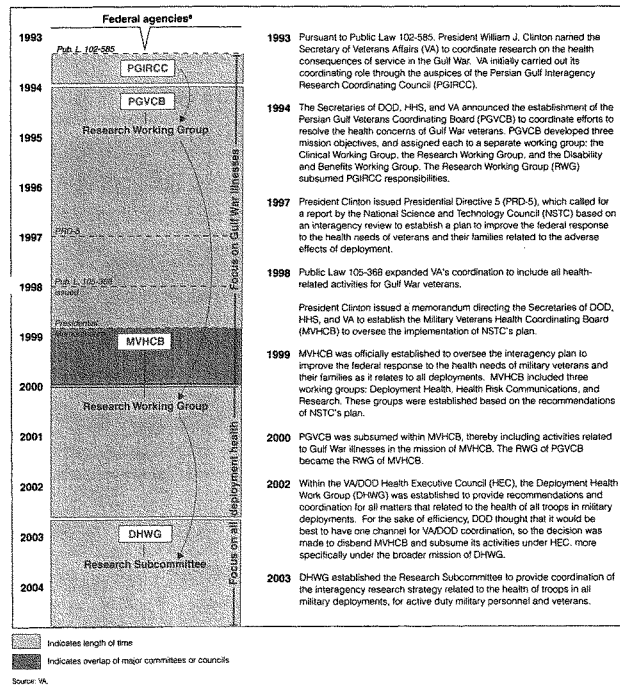 Federal agencies a
1993
Pub. L. 102-585
PGIRCC
1994
PGVCB
Research Working Group
1995
1996
PRD-5
1997
Pub. L. 105-368
issued
1998
Presidential
1999
MVHCB
2000
Research Working Group
2001
2002
DHWG
2003
Research Subcommittee
2004
Focus on Gulf War illnesses
Focus on all deployment health
1993 Pursuant to Public Law 102-585, President William J. Clinton named the
Secretary of Veterans Affairs (VA) to coordinate research on the health
consequences of service in the Gulf War. VA initially carried out its
coordinating role through the auspices of the Persian Gulf Interagency
Research Coordinating Council (PGIRCC).
1994 The Secretaries of DOD, HHS, and VA announced the establishment of the
Persian Gulf Veterans Coordinating Board (PGVCB) to coordinate efforts to
resolve the health concerns of Gulf War veterans. PGVCB developed three
mission objectives, and assigned each to a separate working group: the
Clinical Working Group, the Research Working Group, and the Disability
and Benefits Working Group. The Research Working Group (RWG)
subsumed PGIRCC responsibilities.
1997 President Clinton issued Presidential Directive 5 (PRD-5), which called for
a report by the National Science and Technology Council (NSTC) based on
an interagency review to establish a plan to improve the federal response
to the health needs of veterans and their families related to the adverse
effects of deployment.
1998 Public Law 105-368 expanded VA's coordination to include all health-
related activities for Gulf War veterans.
President Clinton issued a memorandum directing the Secretaries of DOD,
HHS, and VA to establish the Military Veterans Health Coordinating Board
(MVHCB) to oversee the implementation of NSTC's plan.
1999 MVHCB was officially established to oversee the interagency plan to
improve the federal response to the health needs of military veterans and
their families as it relates to all deployments. MVHCB included three
working groups: Deployment Health, Health Risk Communications, and
Research. These groups were established based on the recommendations
of NSTC's plan.
2000 PGVCB was subsumed within MVHCB, thereby including activities related
to Gulf War illnesses in the mission of MVHCB. The RWG of PGVCB
became the RWG of MVHCB.
2002 Within the VA/DOD Health Executive Council (HEC), the Deployment Health
Work Group (DHWG) was established to provide recommendations and
coordination for all matters that related to the health of all troops in military
deployments. For the sake of efficiency, DOD thought that it would be
best to have one channel for VA/DOD coordination, so the decision was
made to disband MVHCB and subsume its activities under HEC, more
specifically under the broader mission of DHWG.
2003 DHWG established the Research Subcommittee to provide coordination of
the interagency research strategy related to the health of troops in all
military deployments, for active duty military personnel and veterans.
Indicates length of time
Indicates overlap of major committees or councils
Source: VA.